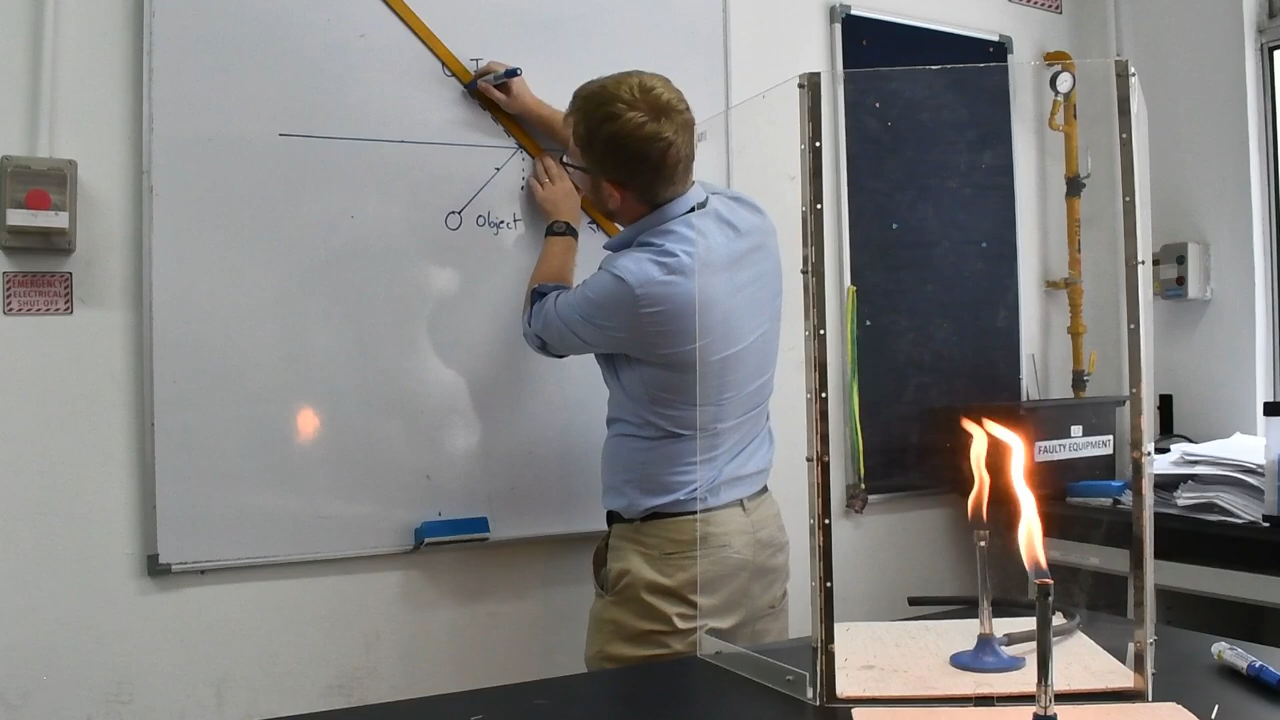 I
Object
EMERGENCY
ELECTRICAL
SHUT-OFF
FAULTY EQUIPMENT